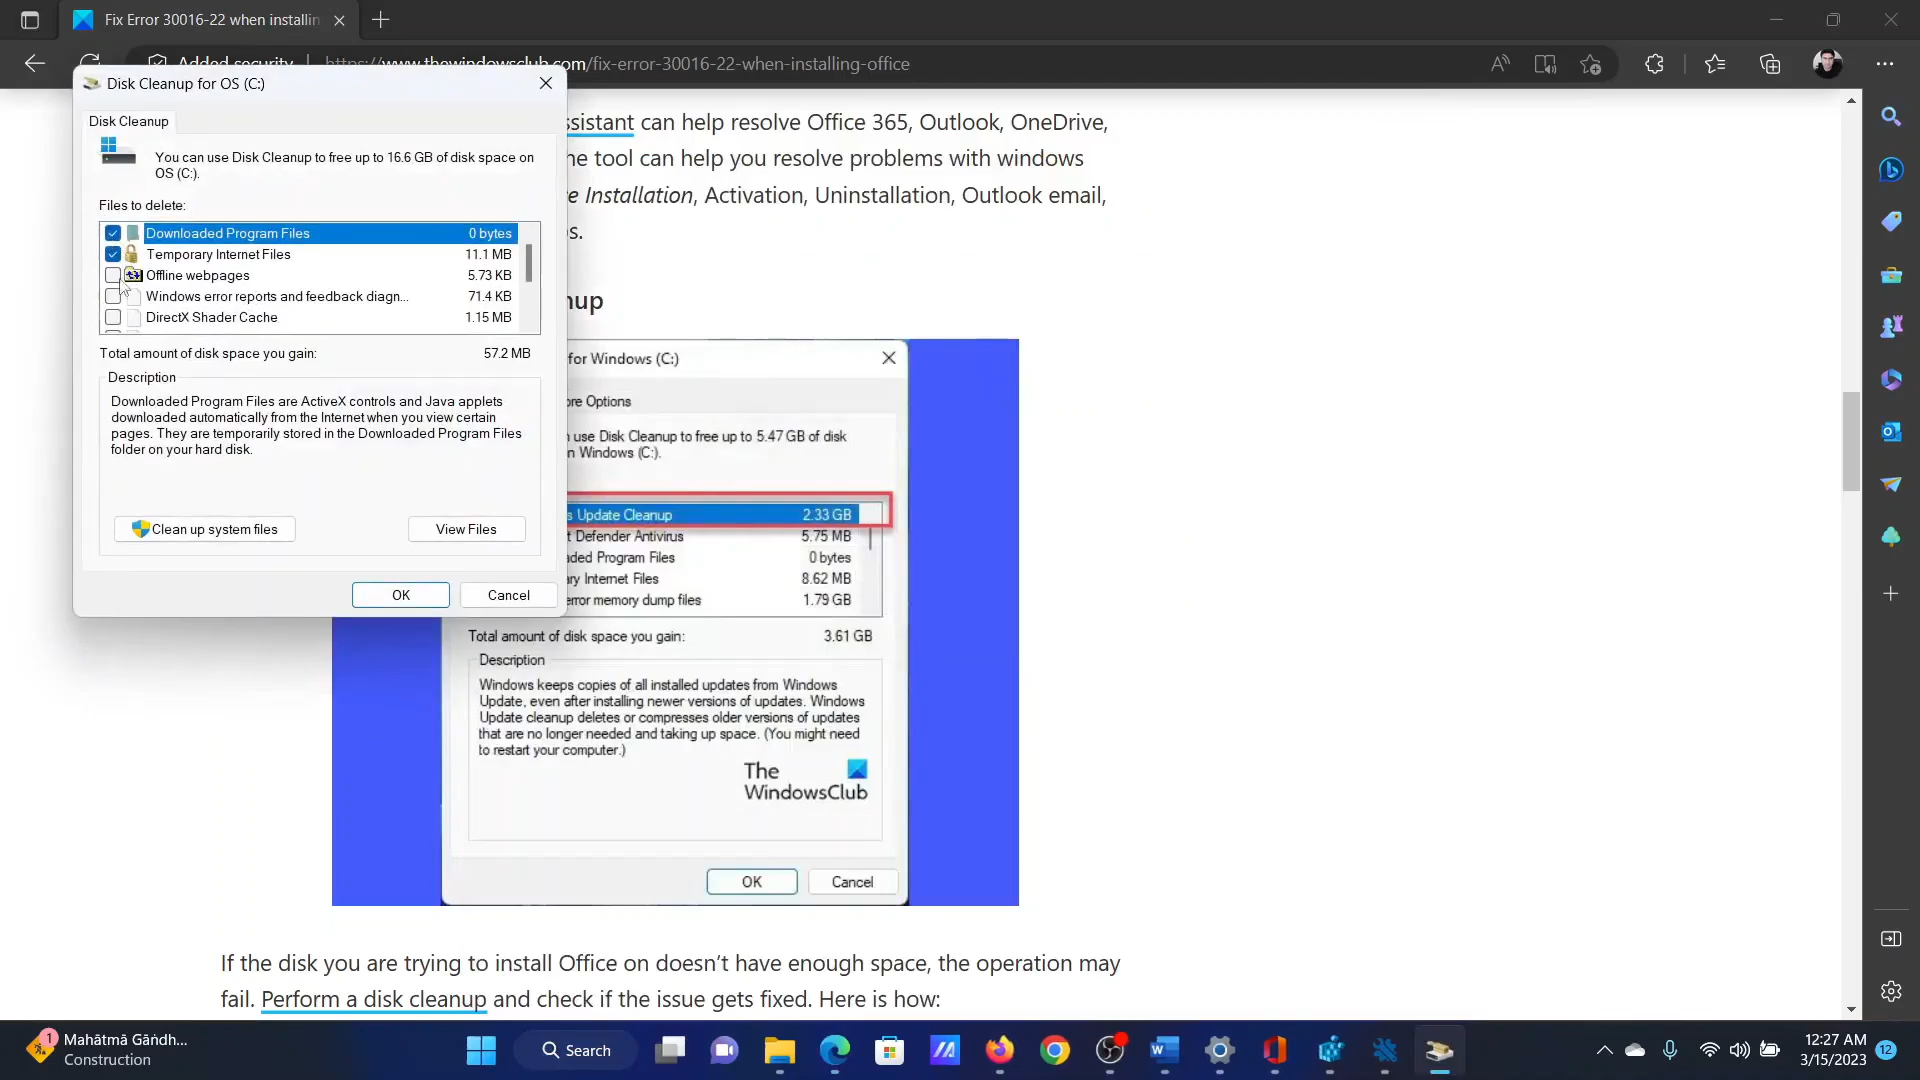 Fix Error 30016-22 when installin
Added security
https://www.thewindowsclub.com/fix-error-30016-22-when-installing-office
Disk Cleanup for OS (C:)
Disk Cleanup
You can use Disk Cleanup to free up to 16.6 GB of disk space on
OS (C:).
Files to delete:
Downloaded Program Files 0 bytes
Temporary Internet Files 11.1 MB
Offline webpages 5.73 KB
Windows error reports and feedback diagn... 71.4 KB
DirectX Shader Cache 1.15 MB
Total amount of disk space you gain: 57.2 MB
Description
Downloaded Program Files are ActiveX controls and Java applets
downloaded automatically from the Internet when you view certain
pages. They are temporarily stored in the Downloaded Program Files
folder on your hard disk.
Clean up system files
View Files
OK
Cancel
ssistant can help resolve Office 365, Outlook, OneDrive,
he tool can help you resolve problems with windows
e Installation, Activation, Uninstallation, Outlook email,
s.
nup
for Windows (C:)
ore Options
use Disk Cleanup to free up to 5.47 GB of disk
n Windows (C:).
s Update Cleanup 2.33 GB
t Defender Antivirus 5.75 MB
aded Program Files 0 bytes
ary Internet Files 8.62 MB
error memory dump files 1.79 GB
Total amount of disk space you gain: 3.61 GB
Description
Windows keeps copies of all installed updates from Windows
Update, even after installing newer versions of updates. Windows
Update cleanup deletes or compresses older versions of updates
that are no longer needed and taking up space. (You might need
to restart your computer.)
The
WindowsClub
OK
Cancel
If the disk you are trying to install Office on doesn’t have enough space, the operation may
fail. Perform a disk cleanup and check if the issue gets fixed. Here is how:
1
Mahātmā Gāṅdh...
Construction
Search
12:27 AM
3/15/2023
12